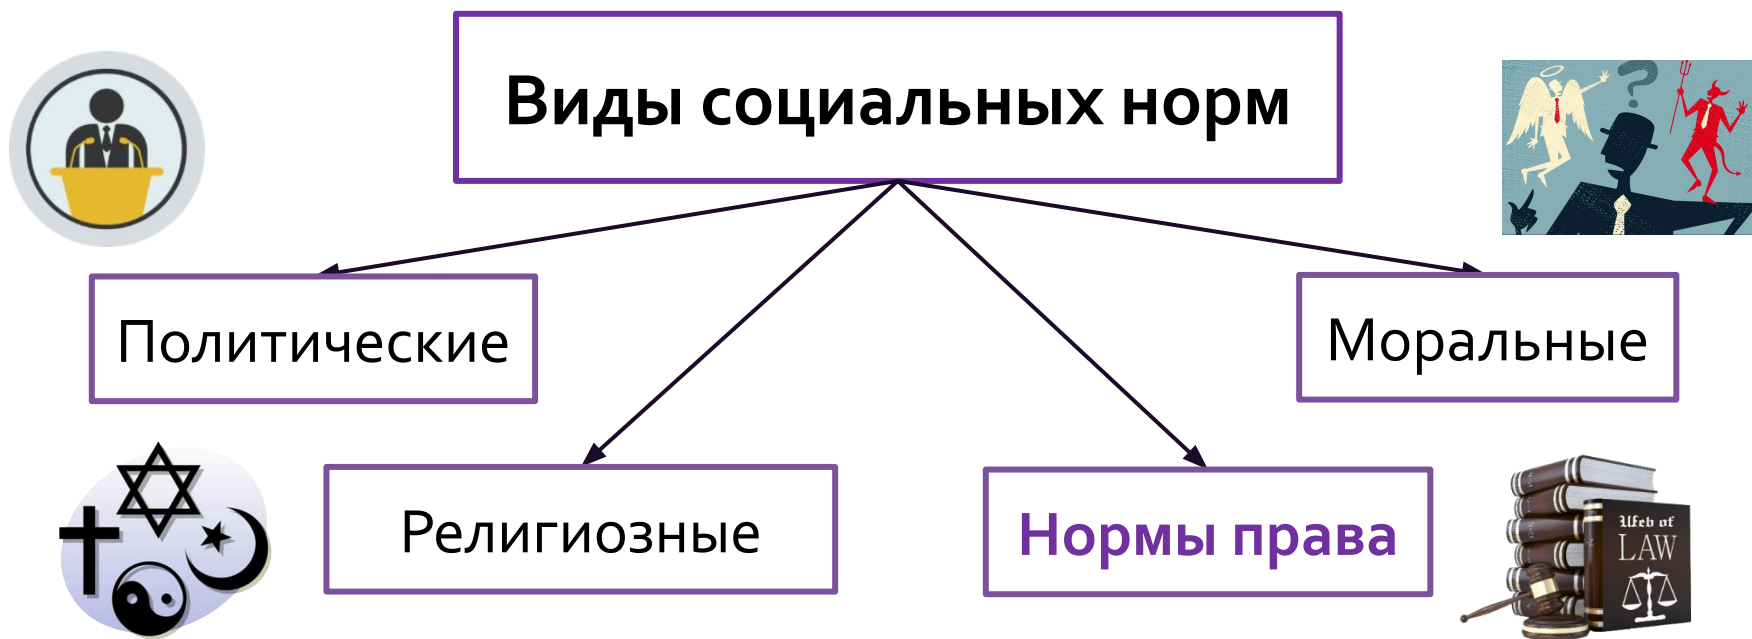 Виды социальных норм
Политические
Моральные
Религиозные
Нормы права
LAW